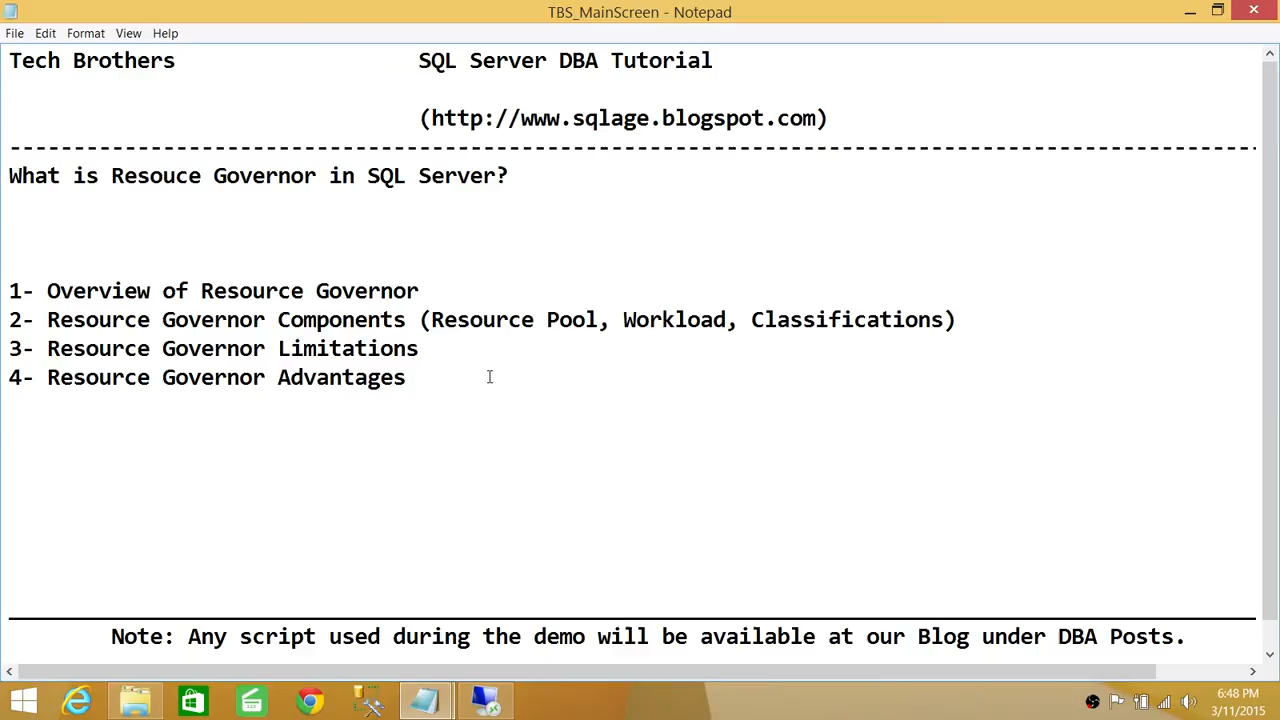 TBS_MainScreen - Notepad
File Edit Format View Help
Tech Brothers SQL Server DBA Tutorial
(http://www.sqlage.blogspot.com)
--------------------------------------------------------------------------------------------------
What is Resouce Governor in SQL Server?
1- Overview of Resource Governor
2- Resource Governor Components (Resource Pool, Workload, Classifications)
3- Resource Governor Limitations
4- Resource Governor Advantages
Note: Any script used during the demo will be available at our Blog under DBA Posts.
6:48 PM
3/11/2015